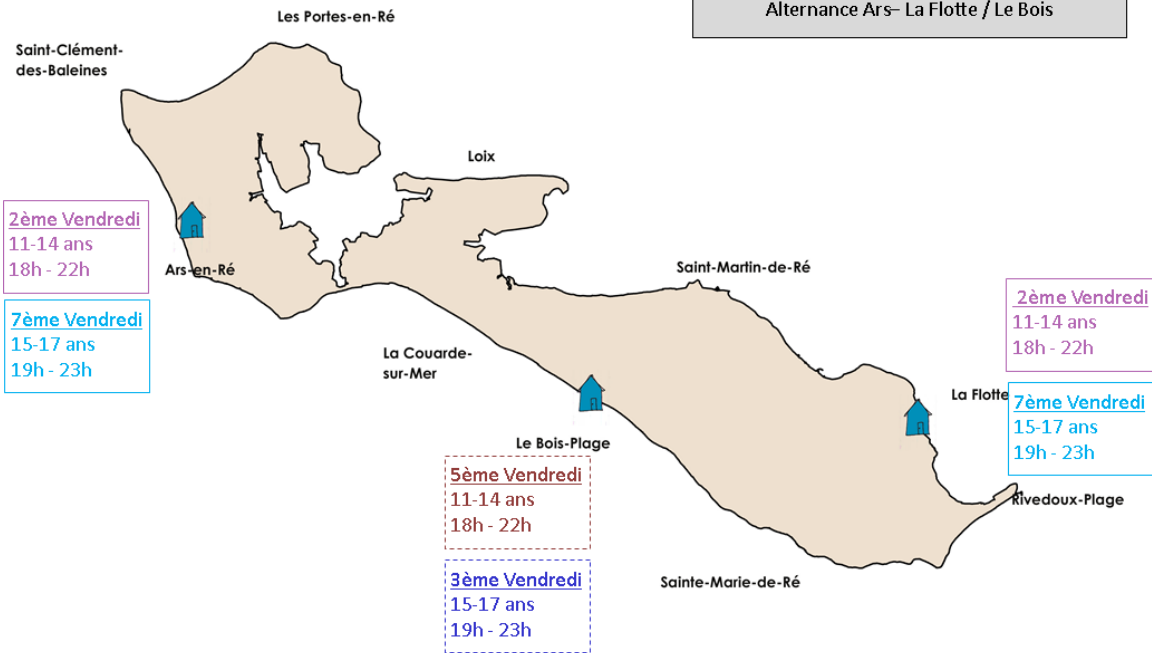 Alternance Ars– La Flotte / Le Bois
Les Portes-en-Ré
Saint-Clément-
des-Baleines
Loix
2ème Vendredi
11-14 ans
18h - 22h
Ars-en-Ré
7ème Vendredi
15-17 ans
19h - 23h
Saint-Martin-de-Ré
La Couarde-
sur-Mer
Le Bois-Plage
5ème Vendredi
11-14 ans
18h - 22h
3ème Vendredi
15-17 ans
19h - 23h
2ème Vendredi
11-14 ans
18h - 22h
La Flotte
7ème Vendredi
15-17 ans
19h - 23h
Rivedoux-Plage
Sainte-Marie-de-Ré